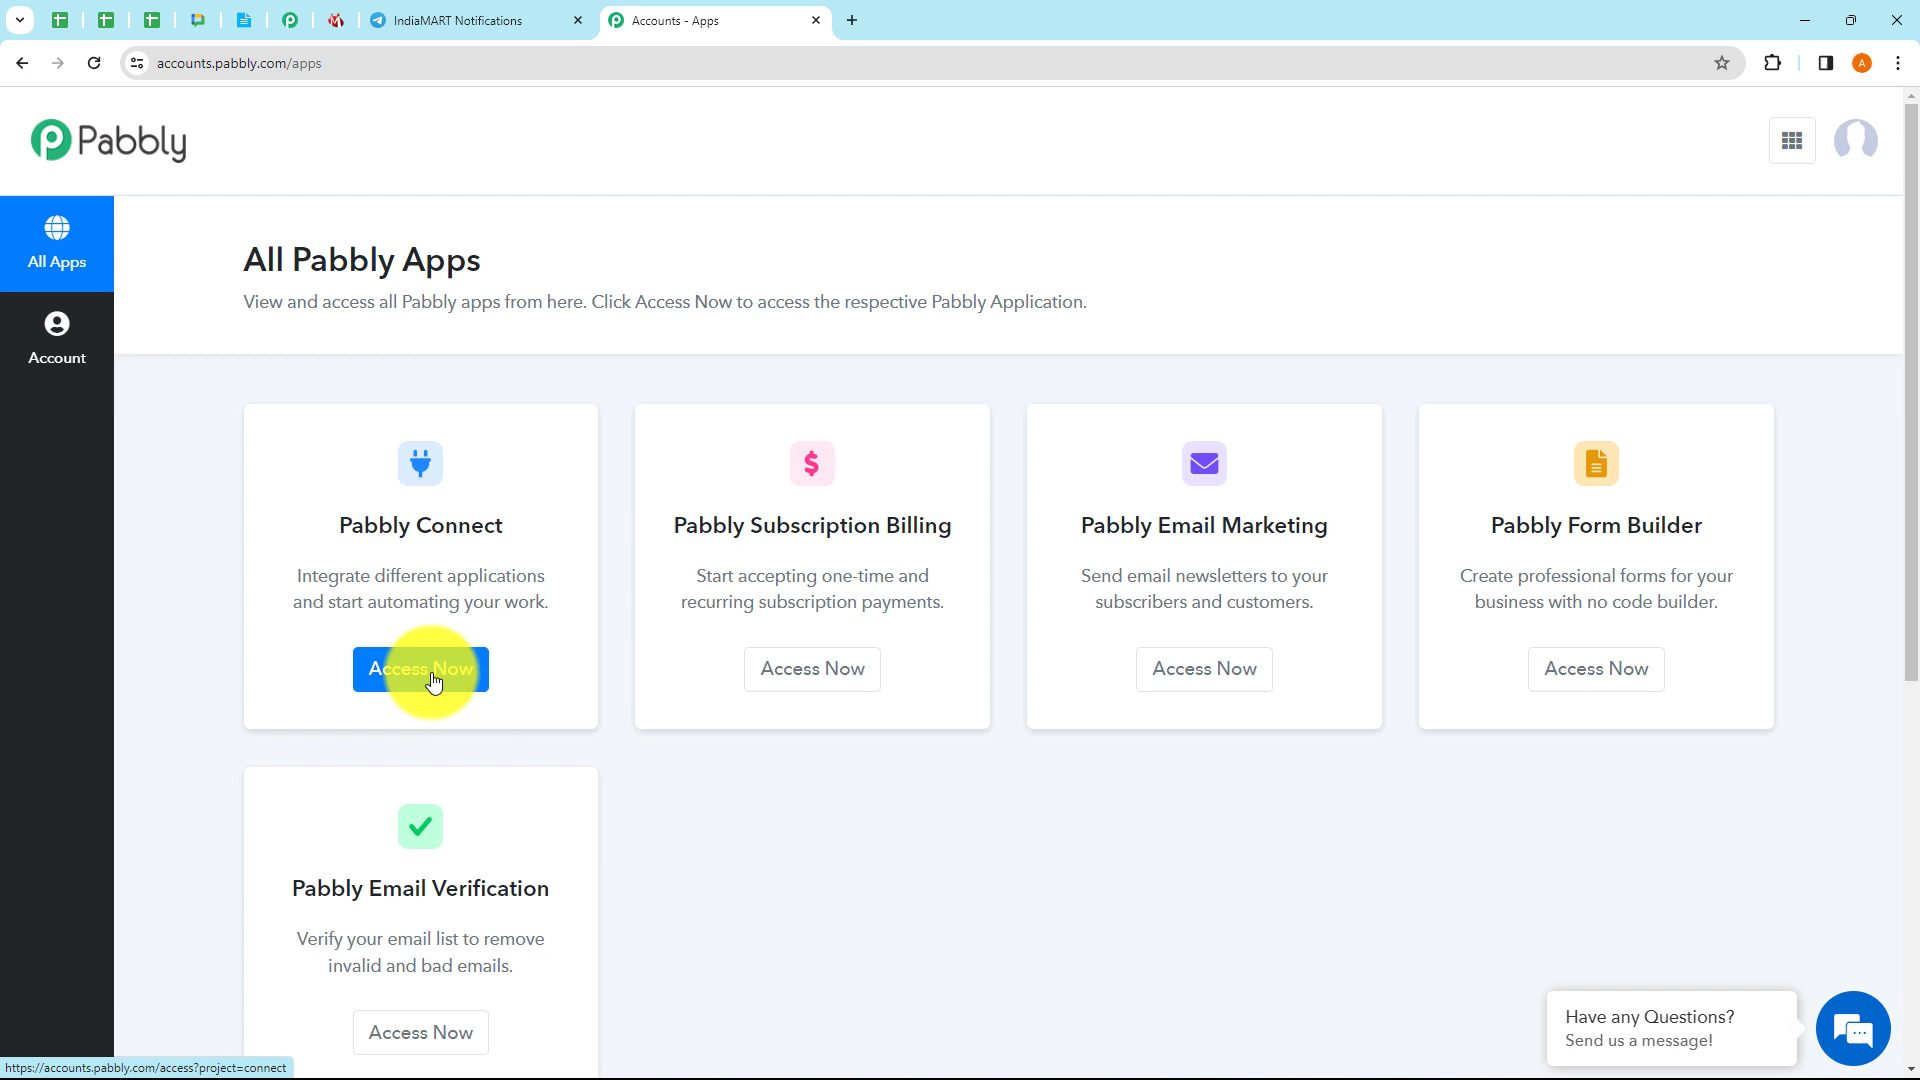 IndiaMART Notifications
Accounts - Apps
accounts.pabbly.com/apps
A
Pabbly
All Apps
Account
All Pabbly Apps
View and access all Pabbly apps from here. Click Access Now to access the respective Pabbly Application.
Pabbly Connect
Integrate different applications
and start automating your work.
Access Now
Pabbly Subscription Billing
Start accepting one-time and
recurring subscription payments.
Access Now
Pabbly Email Marketing
Send email newsletters to your
subscribers and customers.
Access Now
Pabbly Form Builder
Create professional forms for your
business with no code builder.
Access Now
Pabbly Email Verification
Verify your email list to remove
invalid and bad emails.
Access Now
Have any Questions?
Send us a message!
https://accounts.pabbly.com/access?project=connect